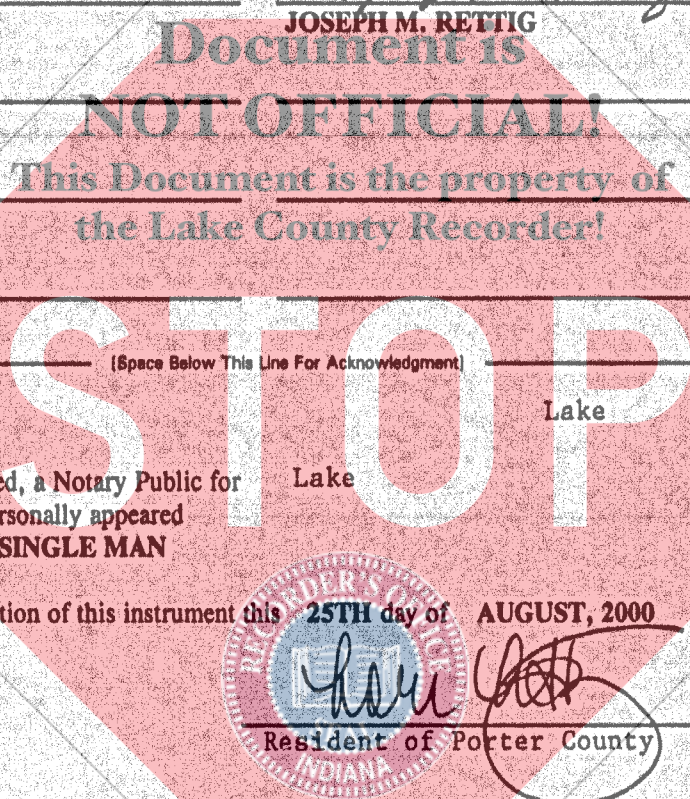 JOSEPH M. RETTIG
Document is
NOT OFFICIAL!
This Document is the property of
the Lake County Recorder!
STOP
[Space Below This Line For Acknowledgment]
Lake
ed, a Notary Public for Lake
rsonally appeared
SINGLE MAN
tion of this instrument this 25TH day of AUGUST, 2000
RECORDER'S OFFICE
SEAL
INDIANA
Resident of Porter County